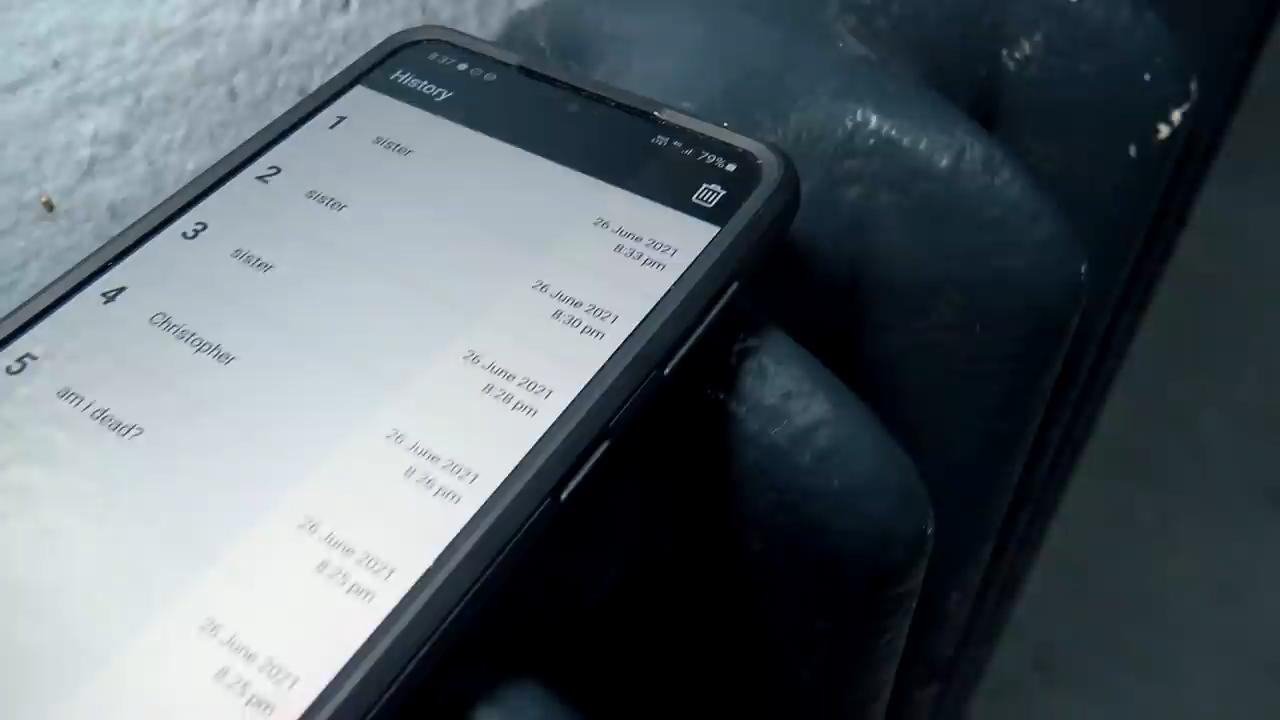 8:37
79%
History
1 sister
26 June 2021
8:33 pm
2 sister
26 June 2021
8:30 pm
3 sister
26 June 2021
8:28 pm
4 Christopher
26 June 2021
8:26 pm
5 am i dead?
26 June 2021
8:25 pm
26 June 2021
8:25 pm